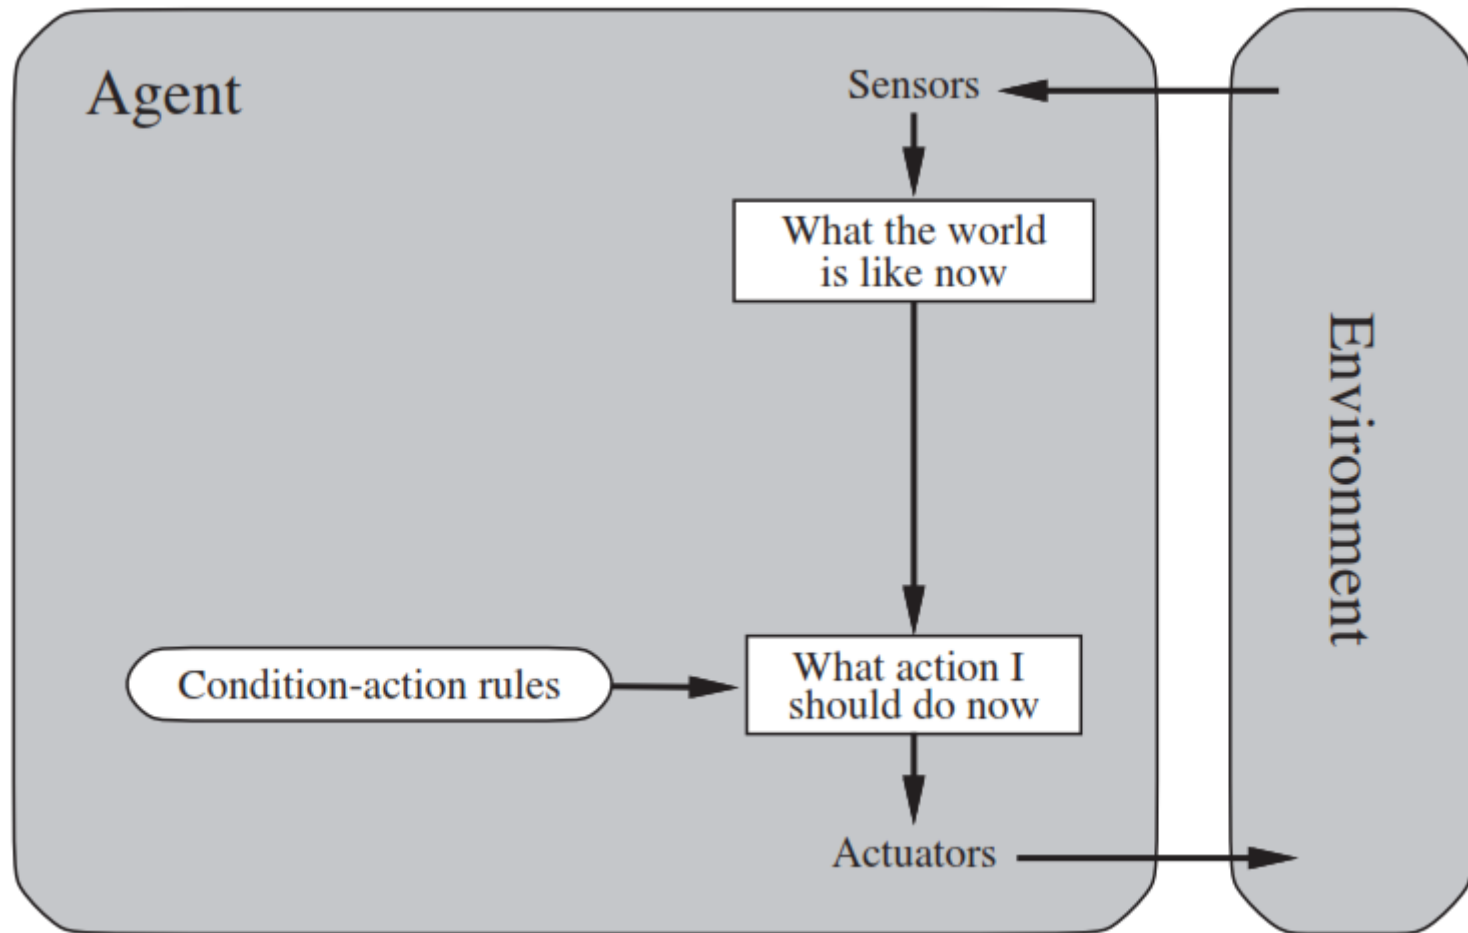 Agent
Sensors
What the world
is like now
Environment
Condition-action rules
What action I
should do now
Actuators